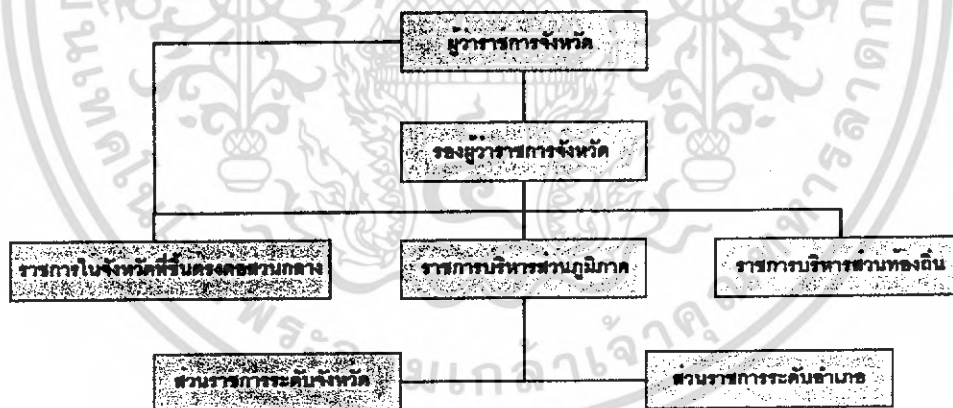 ผู้ว่าราชการจังหวัด
รองผู้ว่าราชการจังหวัด
ราชการในจังหวัดที่ขึ้นตรงต่อส่วนกลาง
ราชการบริหารส่วนภูมิภาค
ราชการบริหารส่วนท้องถิ่น
ส่วนราชการระดับจังหวัด
ส่วนราชการระดับอำเภอ